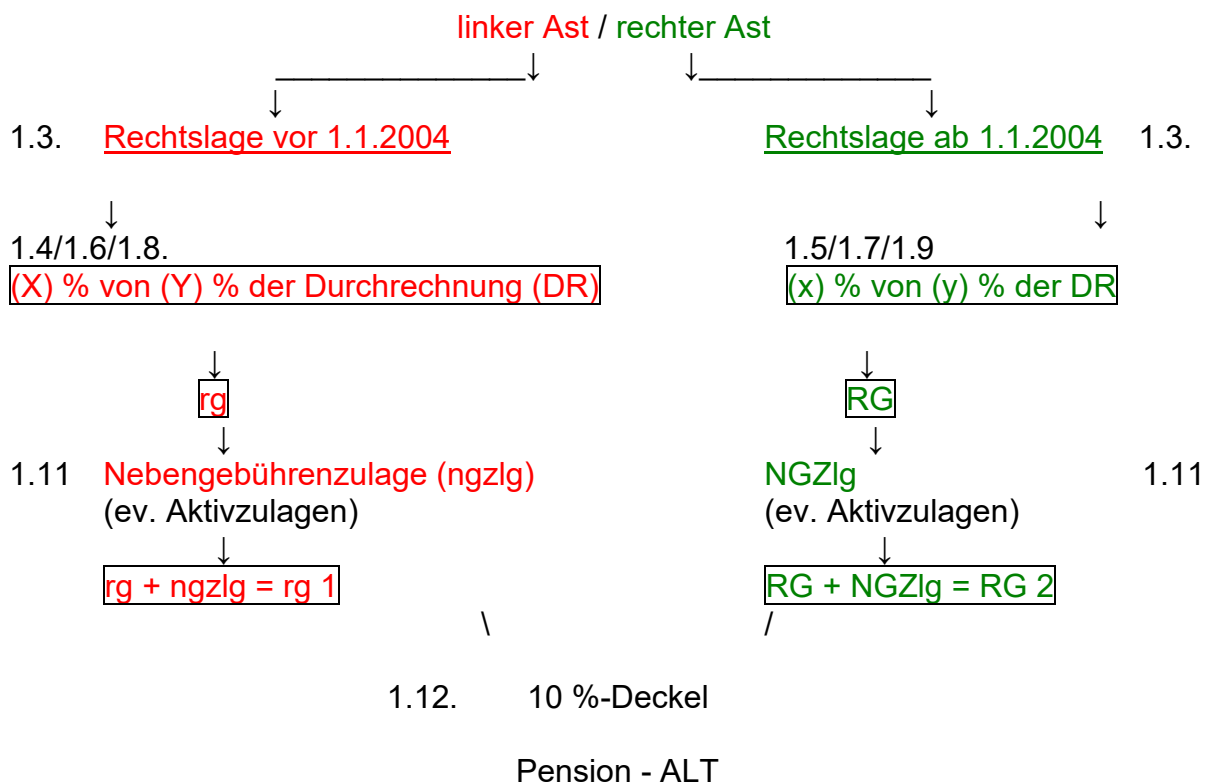 linker Ast / rechter Ast
1.3. Rechtslage vor 1.1.2004 Rechtslage ab 1.1.2004 1.3.
1.4/1.6/1.8. 1.5/1.7/1.9
(X) % von (Y) % der Durchrechnung (DR) (x) % von (y) % der DR
rg RG
1.11 Nebengebührenzulage (ngzlg) NGZlg 1.11
(ev. Aktivzulagen) (ev. Aktivzulagen)
rg + ngzlg = rg 1 RG + NGZlg = RG 2
\ /
1.12. 10 %-Deckel
Pension - ALT